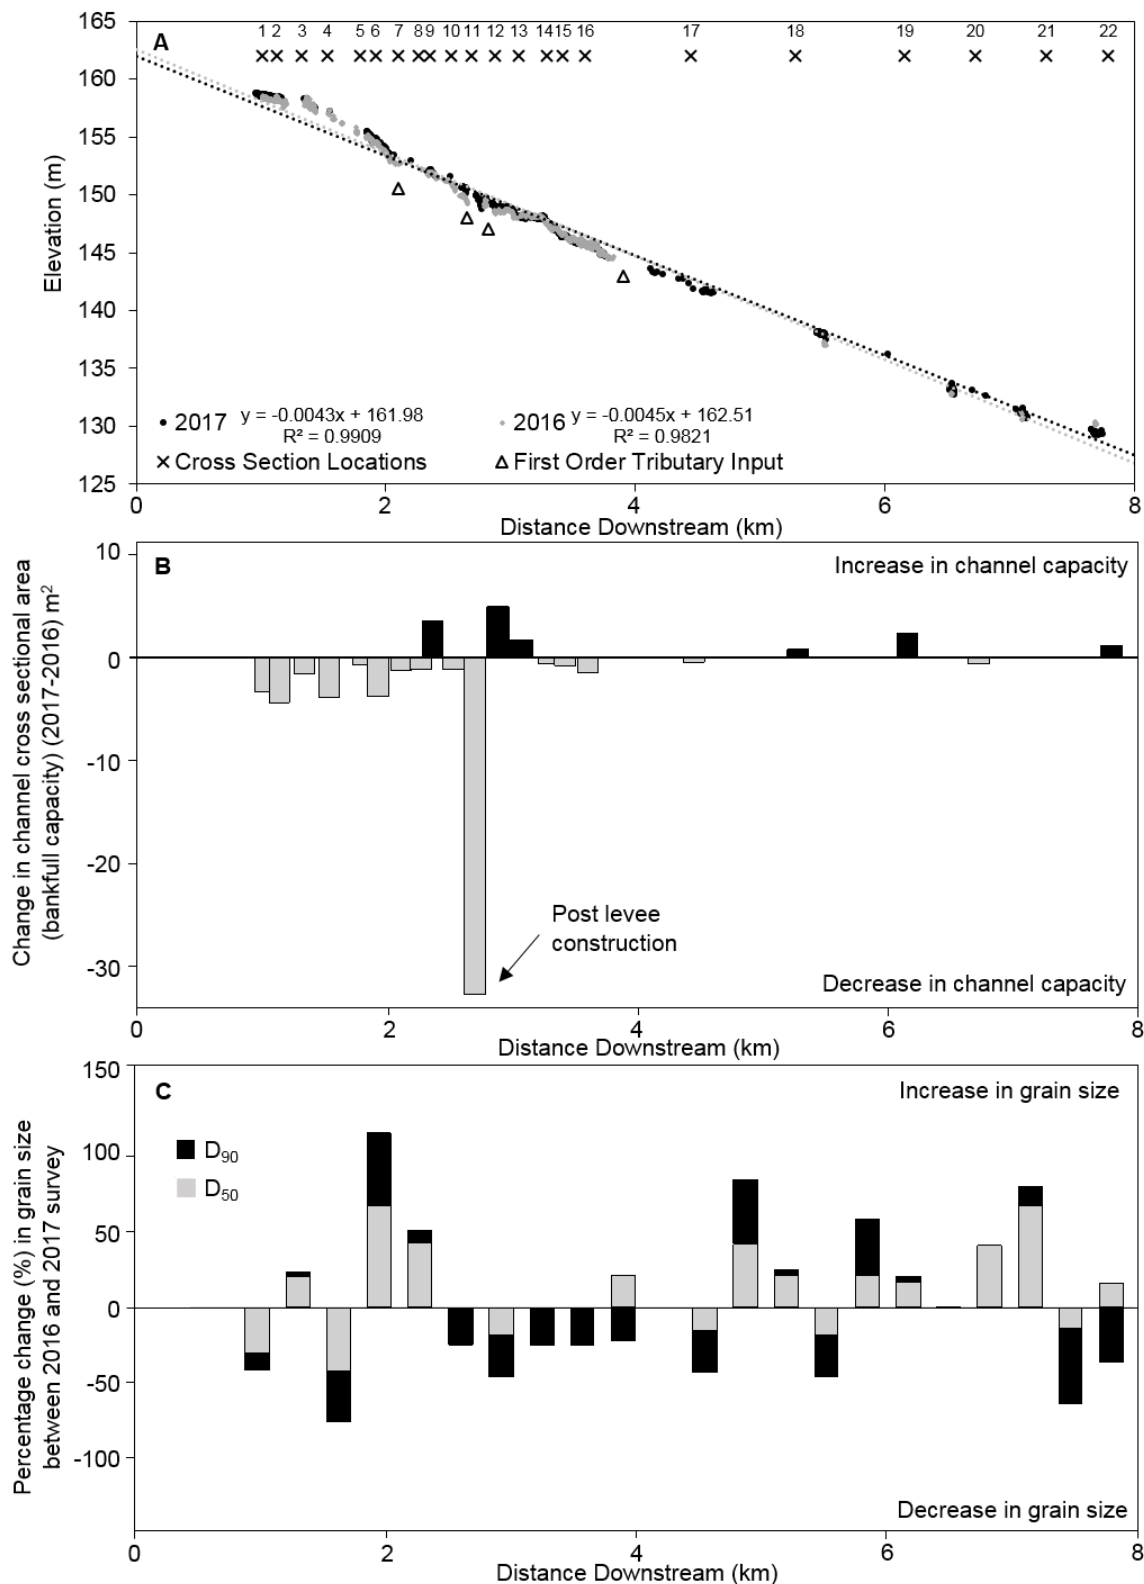 165
A
1 2 3 4 5 6 7 8 9 10 11 12 13 14 15 16 17 18 19 20 21 22
160
155
150
145
140
135
130
125
Elevation (m)
2017 y = -0.0043x + 161.98
R² = 0.9909
2016 y = -0.0045x + 162.51
R² = 0.9821
× Cross Section Locations
△ First Order Tributary Input
0 2 4 6 8
Distance Downstream (km)
B
Increase in channel capacity
10
0
-10
-20
-30
Change in channel cross sectional area
(bankfull capacity) (2017-2016) m²
Post levee
construction
Decrease in channel capacity
0 2 4 6 8
Distance Downstream (km)
C
Increase in grain size
150
100
50
0
-50
-100
Percentage change (%) in grain size
between 2016 and 2017 survey
D₉₀
D₅₀
Decrease in grain size
0 2 4 6 8
Distance Downstream (km)